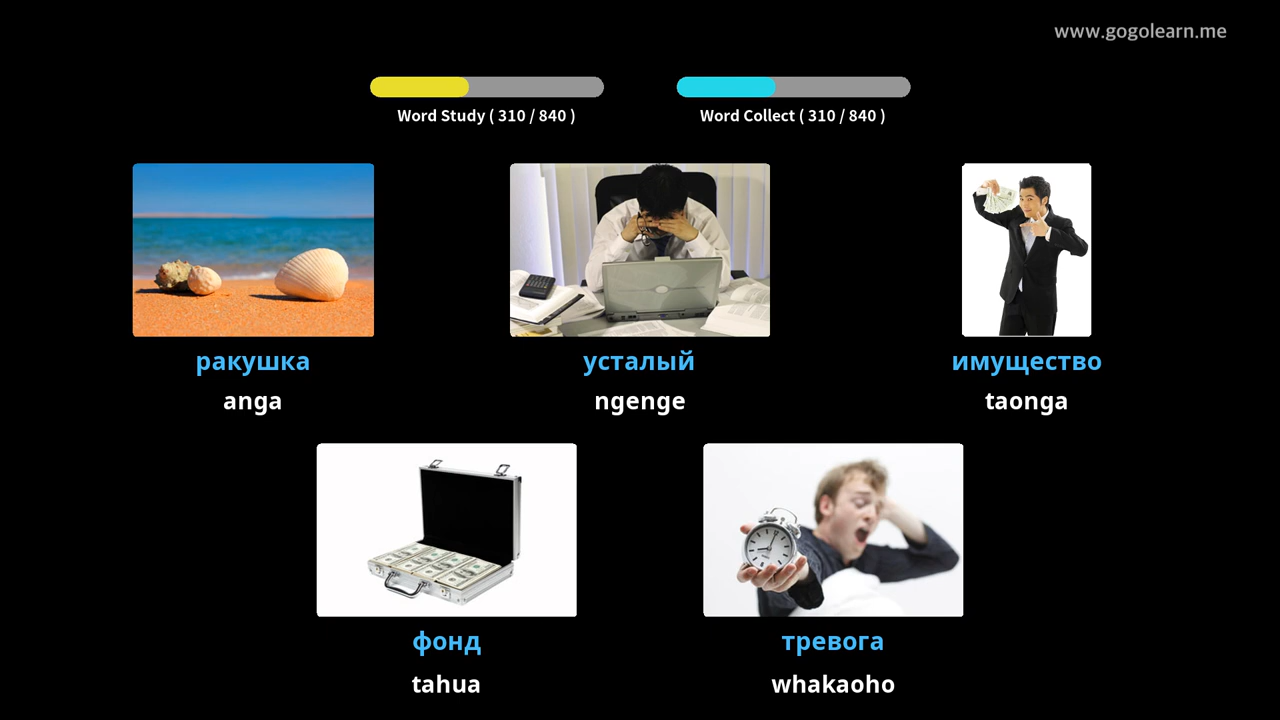 www.gogolearn.me
Word Study ( 310 / 840 )
Word Collect ( 310 / 840 )
ракушка
anga
усталый
ngenge
имущество
taonga
фонд
tahua
тревога
whakaoho